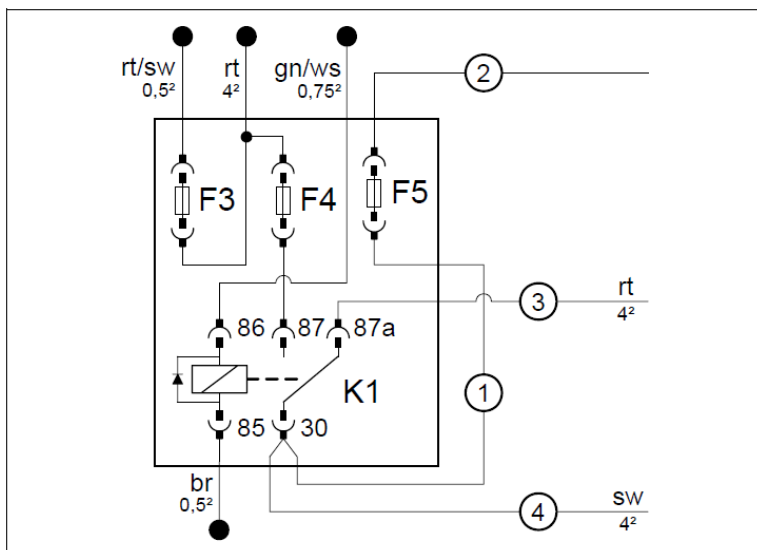 rt/sw
0,5²
rt
4²
gn/ws
0,75²
2
F3
F4
F5
3
rt
4²
86
87
87a
K1
1
85
30
br
0,5²
4
sw
4²